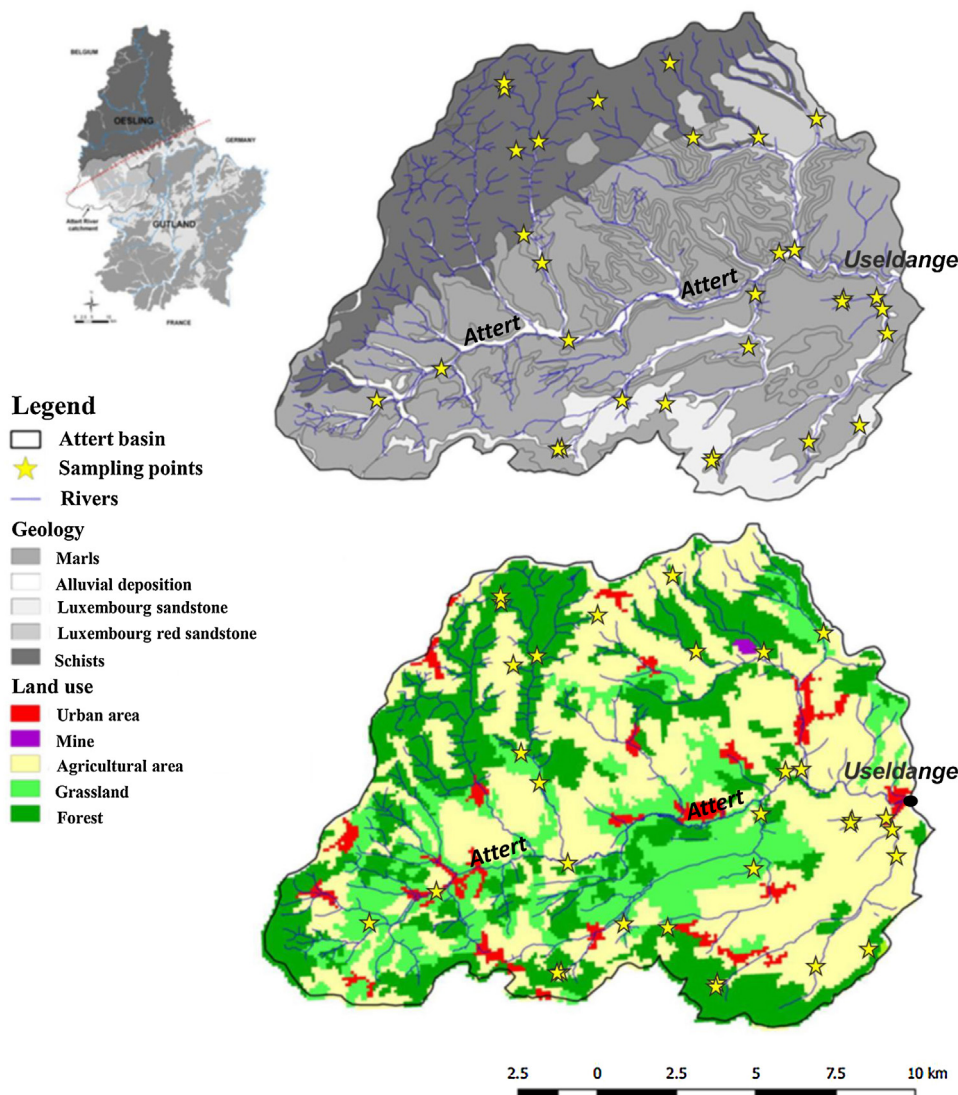 BELGIUM
OESLING
GERMANY
Attert River
catchment
GUTLAND
FRANCE
Useldange
Attert
Attert
Legend
Attert basin
Sampling points
Rivers
Geology
Marls
Alluvial deposition
Luxembourg sandstone
Luxembourg red sandstone
Schists
Land use
Urban area
Mine
Agricultural area
Grassland
Forest
Useldange
Attert
Attert
2.5 0 2.5 5 7.5 10 km